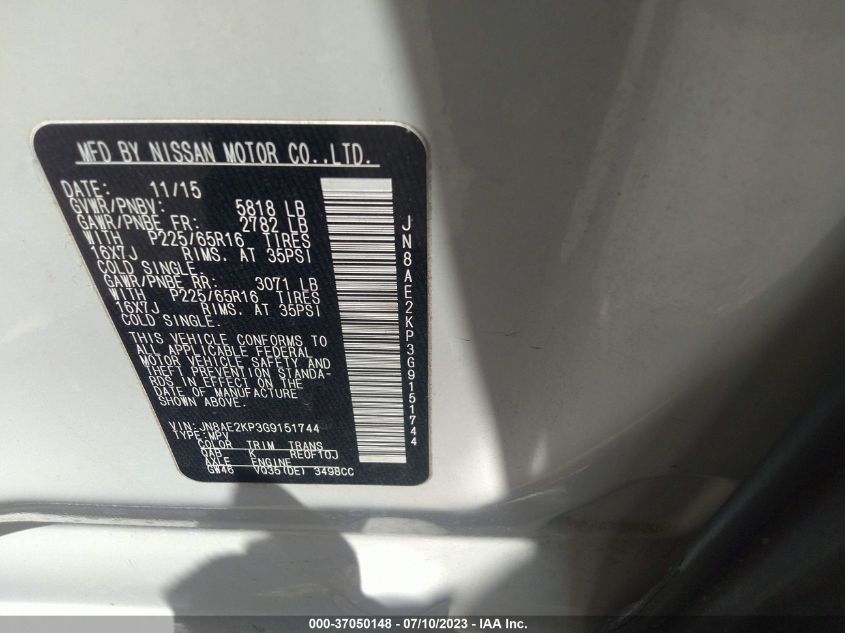 MFD BY NISSAN MOTOR CO.,LTD.
DATE: 11/15
GVWR/PNBV: 5818 LB
GAWR/PNBE FR: 2782 LB
WITH P225/65R16 TIRES
16X7J RIMS. AT 35PSI
COLD SINGLE.
GAWR/PNBE RR: 3071 LB
WITH P225/65R16 TIRES
16X7J RIMS. AT 35PSI
COLD SINGLE.
THIS VEHICLE CONFORMS TO
ALL APPLICABLE FEDERAL
MOTOR VEHICLE SAFETY AND
THEFT PREVENTION STANDA-
RDS IN EFFECT ON THE
DATE OF MANUFACTURE
SHOWN ABOVE.
VIN:JN8AE2KP3G9151744
TYPE:MPV
COLOR TRIM TRANS
QAB K RE0F10J
AXLE ENGINE
GW46 VQ35(DE) 3498CC
JN8AE2KP3G9151744
000-37050148 - 07/10/2023 - IAA Inc.